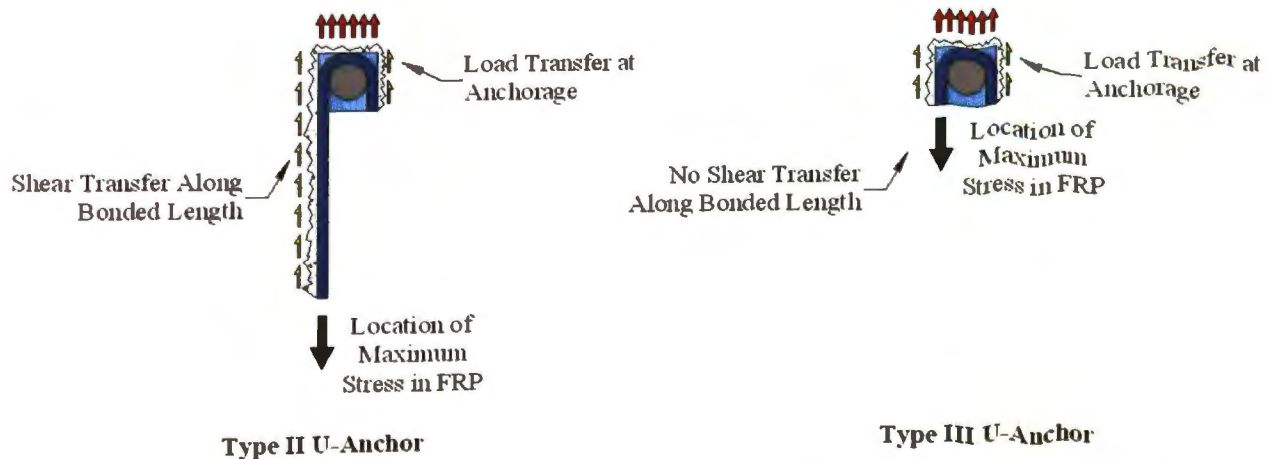 Load Transfer at
Anchorage
Shear Transfer Along
Bonded Length
Location of
Maximum
Stress in FRP
Type II U-Anchor
Load Transfer at
Anchorage
Location of
Maximum
Stress in FRP
No Shear Transfer
Along Bonded Length
Type III U-Anchor